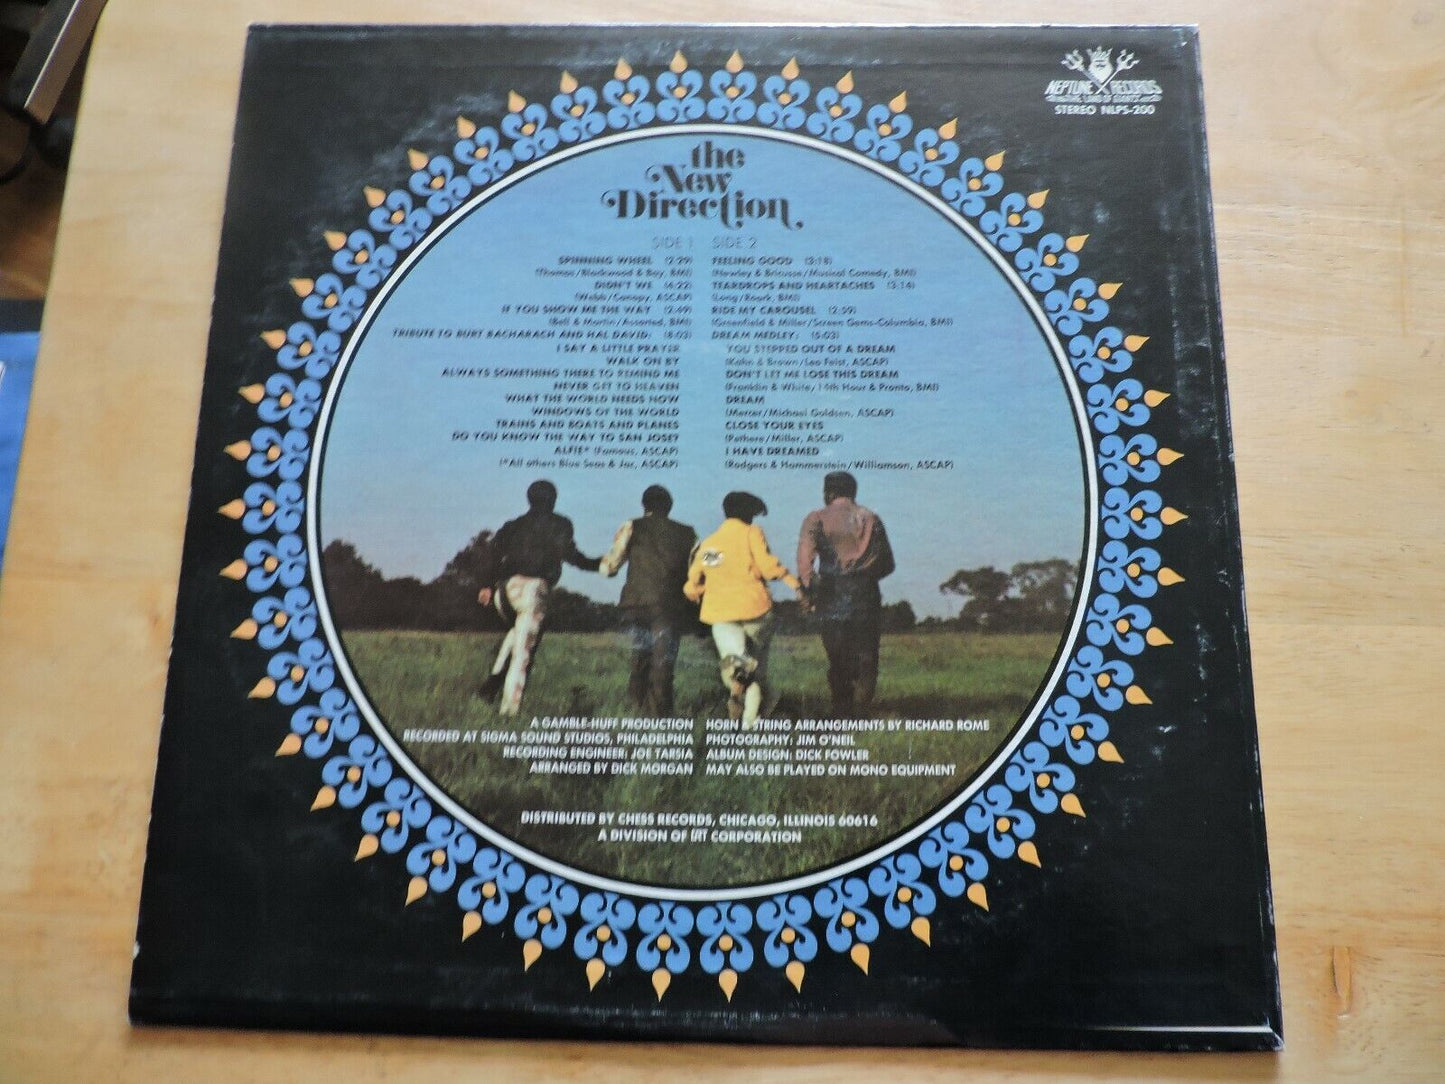 NEPTUNE RECORDS
STEREO NLPS-200
the
New
Direction
SIDE 1
SPINNING WHEEL (2:29)
(Thomas/Blackwood & Bay, BMI)
DIDN'T WE (4:22)
(Webb/Canopy, ASCAP)
IF YOU SHOW ME THE WAY (2:49)
(Bell & Martin/Assorted, BMI)
TRIBUTE TO BURT BACHARACH AND HAL DAVID: (8:03)
I SAY A LITTLE PRAYER
WALK ON BY
ALWAYS SOMETHING THERE TO REMIND ME
NEVER GET TO HEAVEN
WHAT THE WORLD NEEDS NOW
WINDOWS OF THE WORLD
TRAINS AND BOATS AND PLANES
DO YOU KNOW THE WAY TO SAN JOSE?
ALFIE* (Famous, ASCAP)
(*All others Blue Seas & Jac, ASCAP)
SIDE 2
FEELING GOOD (3:18)
(Newley & Bricusse/Musical Comedy, BMI)
TEARDROPS AND HEARTACHES (3:14)
(Long/Roark, BMI)
RIDE MY CAROUSEL (2:59)
(Greenfield & Miller/Screen Gems-Columbia, BMI)
DREAM MEDLEY: (5:03)
YOU STEPPED OUT OF A DREAM
(Kahn & Brown/Leo Feist, ASCAP)
DON'T LET ME LOSE THIS DREAM
(Franklin & White, 14th Hour & Pronto, BMI)
DREAM
(Mercer/Michael Goldsen, ASCAP)
CLOSE YOUR EYES
(Pethere/Miller, ASCAP)
I HAVE DREAMED
(Rodgers & Hammerstein/Williamson, ASCAP)
A GAMBLE-HUFF PRODUCTION
RECORDED AT SIGMA SOUND STUDIOS, PHILADELPHIA
RECORDING ENGINEER: JOE TARSIA
ARRANGED BY DICK MORGAN
HORN & STRING ARRANGEMENTS BY RICHARD ROME
PHOTOGRAPHY: JIM O'NEIL
ALBUM DESIGN: DICK FOWLER
MAY ALSO BE PLAYED ON MONO EQUIPMENT
DISTRIBUTED BY CHESS RECORDS, CHICAGO, ILLINOIS 60616
A DIVISION OF GRT CORPORATION